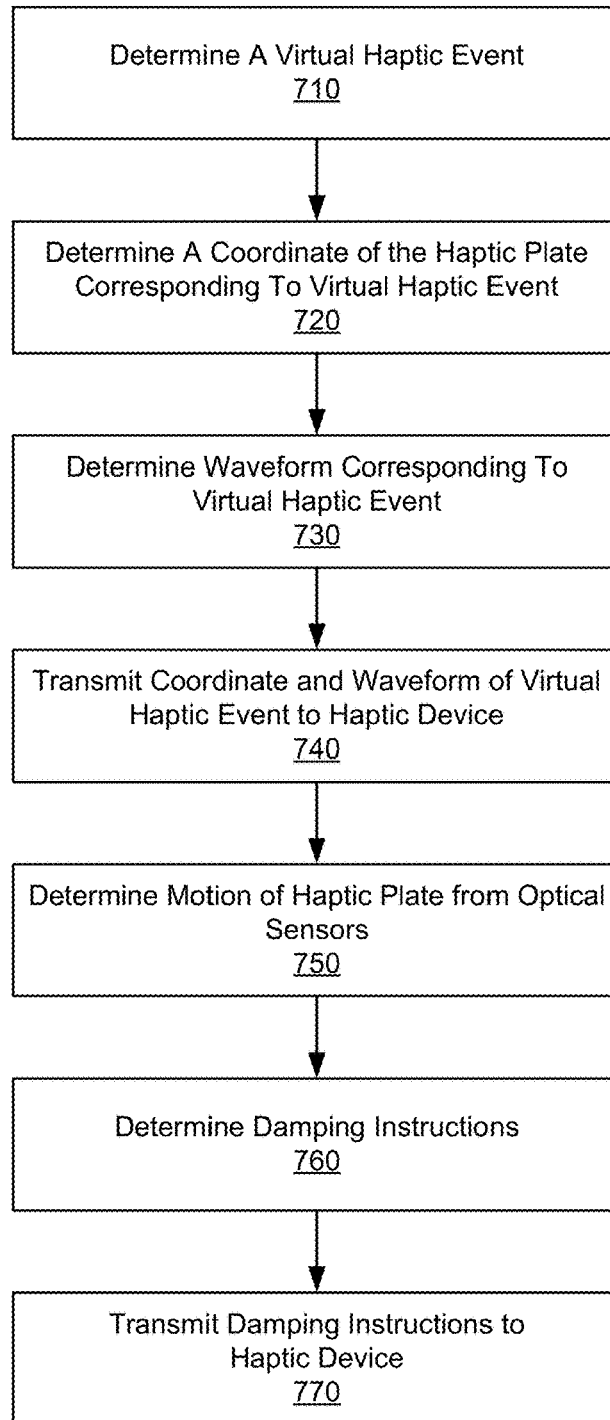 Determine A Virtual Haptic Event
710
Determine A Coordinate of the Haptic Plate
Corresponding To Virtual Haptic Event
720
Determine Waveform Corresponding To
Virtual Haptic Event
730
Transmit Coordinate and Waveform of Virtual
Haptic Event to Haptic Device
740
Determine Motion of Haptic Plate from Optical
Sensors
750
Determine Damping Instructions
760
Transmit Damping Instructions to
Haptic Device
770